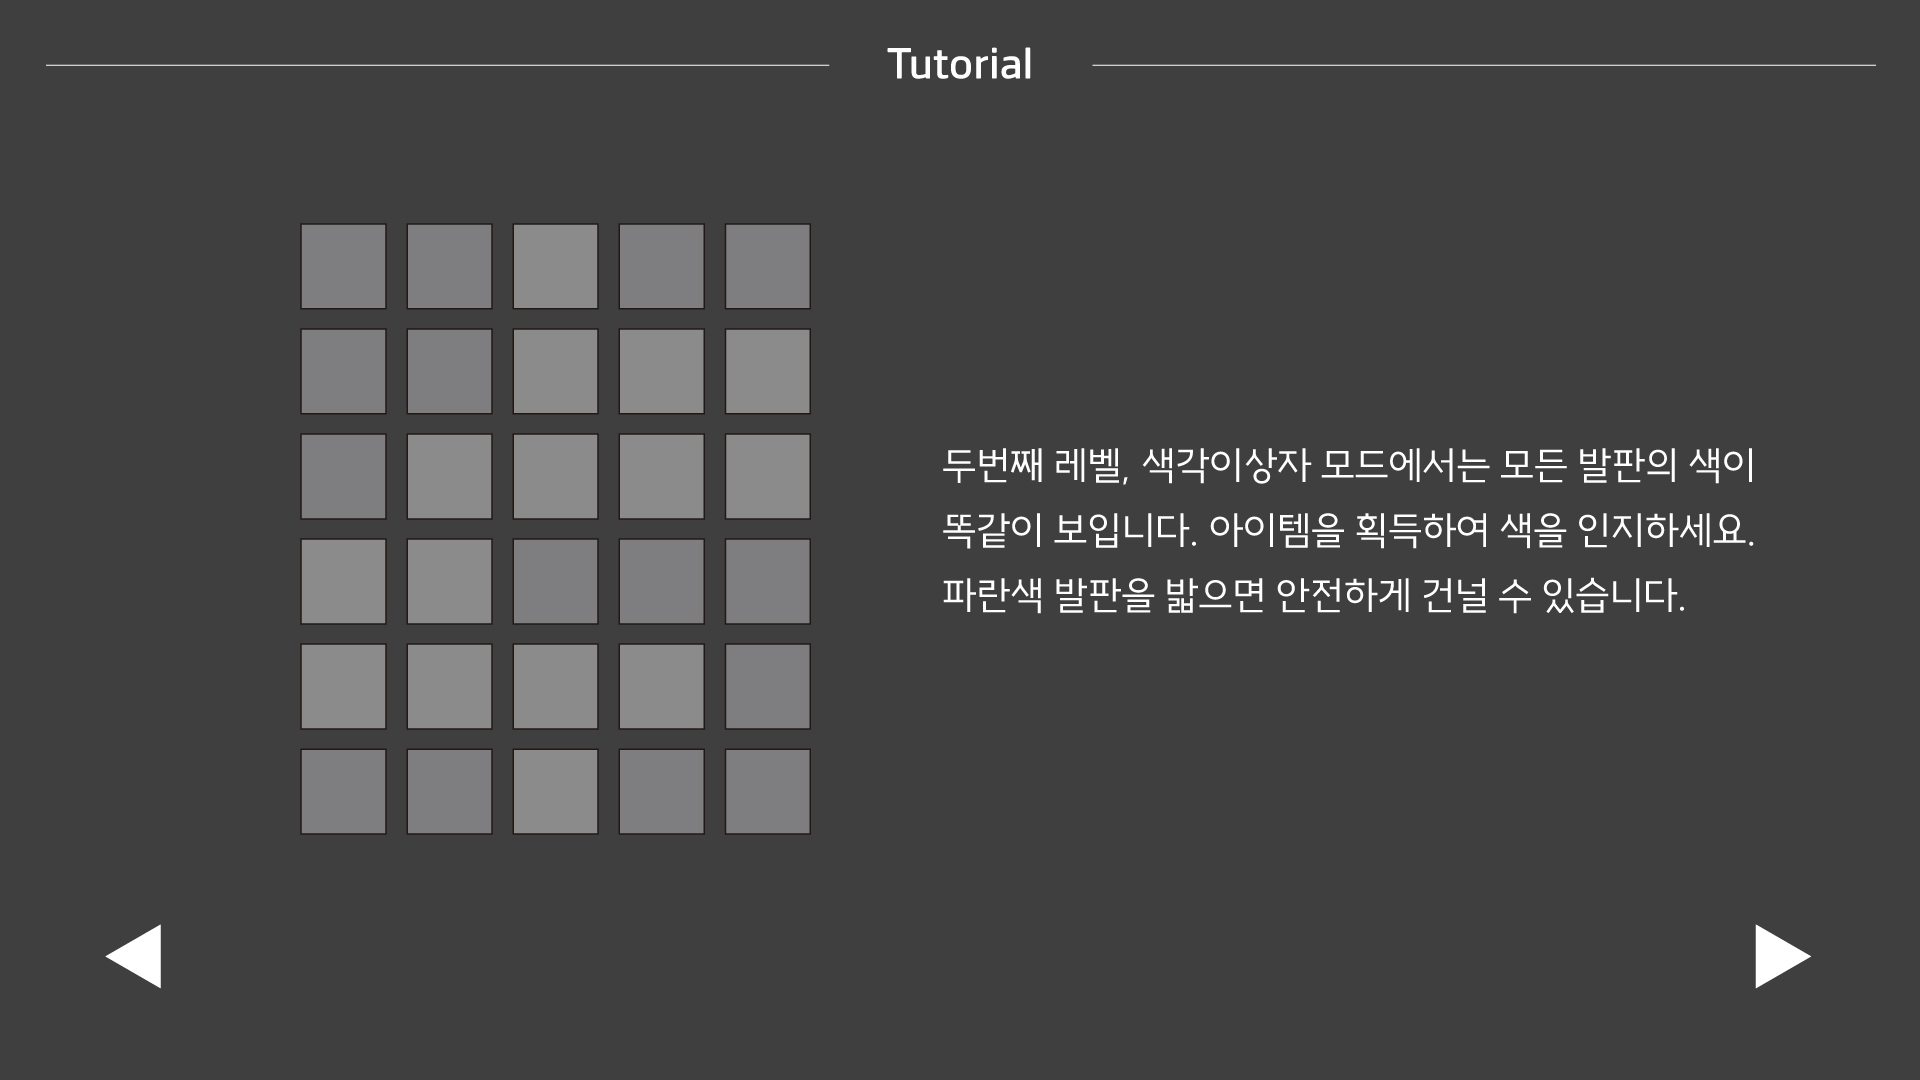 Tutorial
두번째 레벨, 색각이상자 모드에서는 모든 발판의 색이
똑같이 보입니다. 아이템을 획득하여 색을 인지하세요.
파란색 발판을 밟으면 안전하게 건널 수 있습니다.